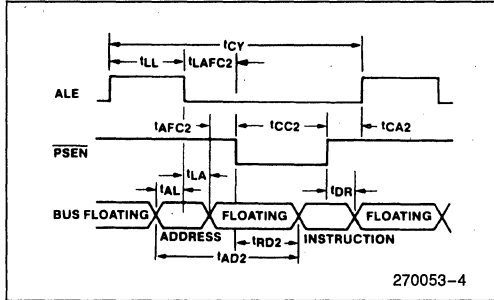 tCY
tLL tLAFC2
ALE
tAFC2 tCC2 tCA2
PSEN
tLA
tAL tDR
BUS FLOATING FLOATING FLOATING
ADDRESS tRD2 INSTRUCTION
tAD2
270053-4